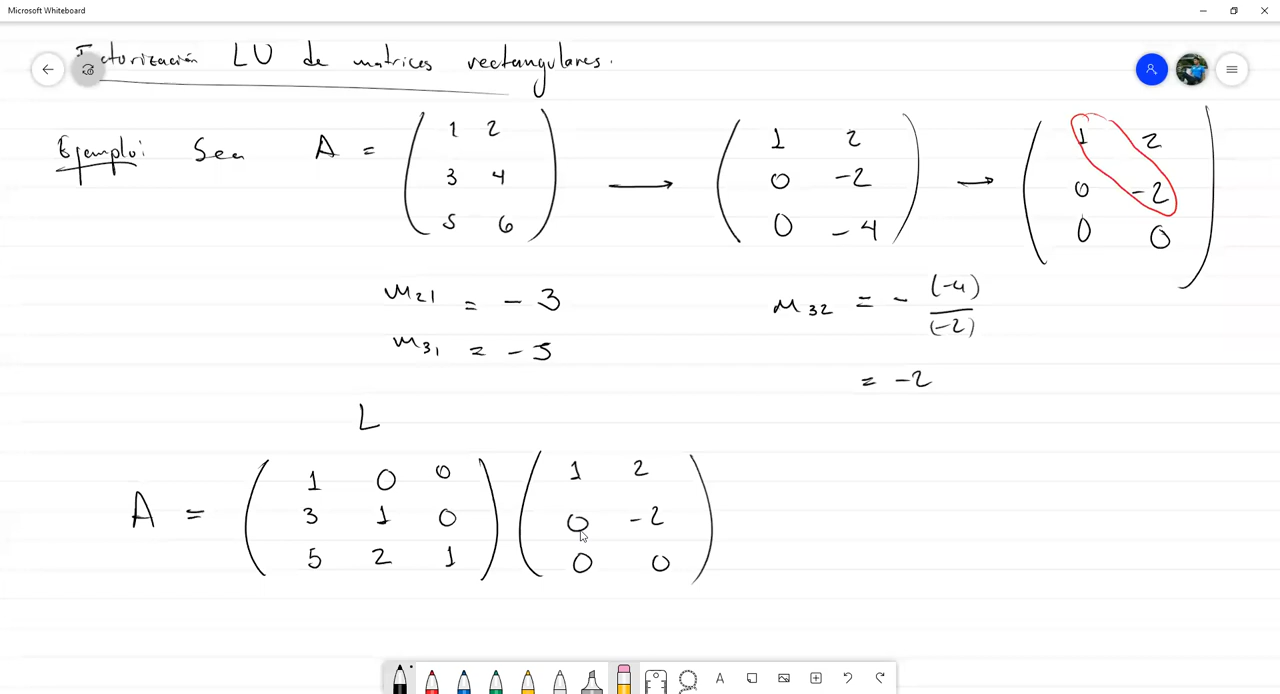 Microsoft Whiteboard
Factorización LU de matrices rectangulares.
Ejemplo: Sea A = ( 1 2 ⟶ ( 1 2 → ( 1 2
3 4 0 -2 0 -2
5 6 ) 0 -4 ) 0 0 )
m21 = -3 m32 = - (-4)/(-2)
m31 = -5
= -2
L
A = ( 1 0 0 ( 1 2
3 1 0 0 -2
5 2 1 ) 0 0 )